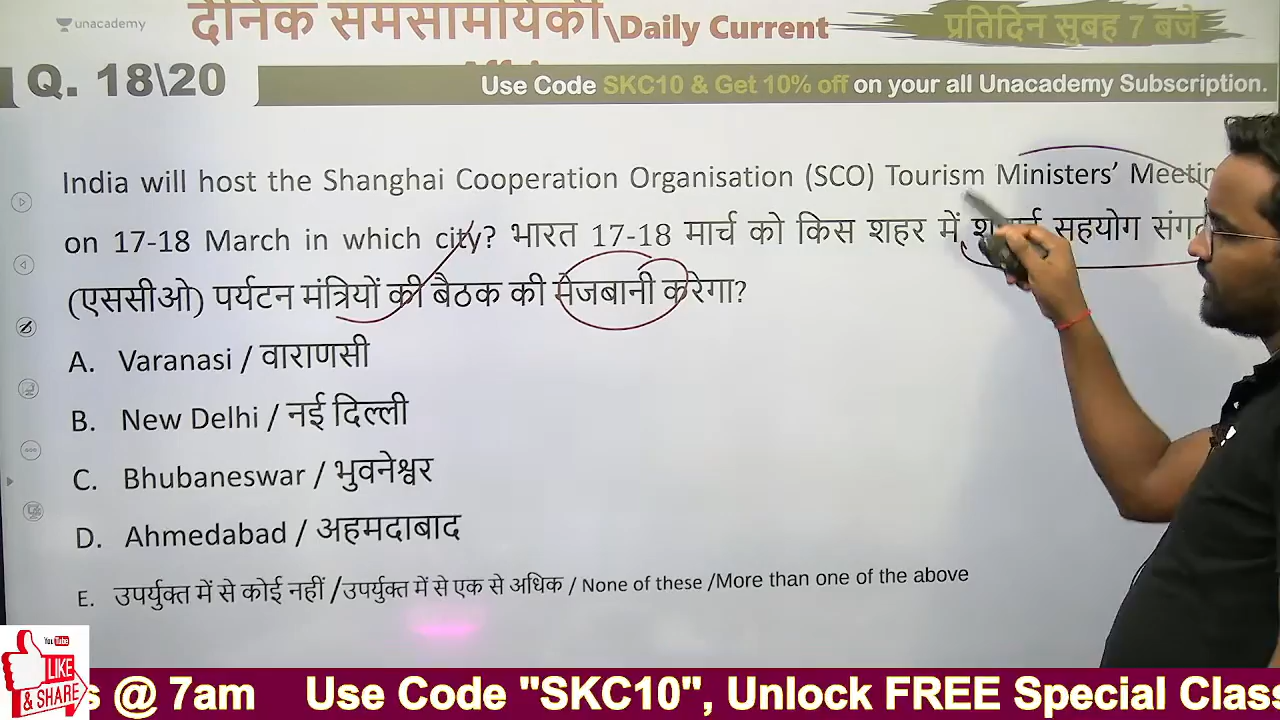 unacademy
दैनिक समसामयिकी\Daily Current
प्रतिदिन सुबह 7 बजे
Q. 18\20
Use Code SKC10 & Get 10% off on your all Unacademy Subscription.
India will host the Shanghai Cooperation Organisation (SCO) Tourism Ministers’ Meetin
on 17-18 March in which city? भारत 17-18 मार्च को किस शहर में सहयोग
(एससीओ) पर्यटन मंत्रियों की बैठक की मेजबानी करेगा?
A. Varanasi / वाराणसी
B. New Delhi / नई दिल्ली
C. Bhubaneswar / भुवनेश्वर
D. Ahmedabad / अहमदाबाद
E. उपर्युक्त में से कोई नहीं /उपर्युक्त में से एक से अधिक / None of these /More than one of the above
YouTube
LIKE
& SHARE
s @ 7am Use Code "SKC10", Unlock FREE Special Clas